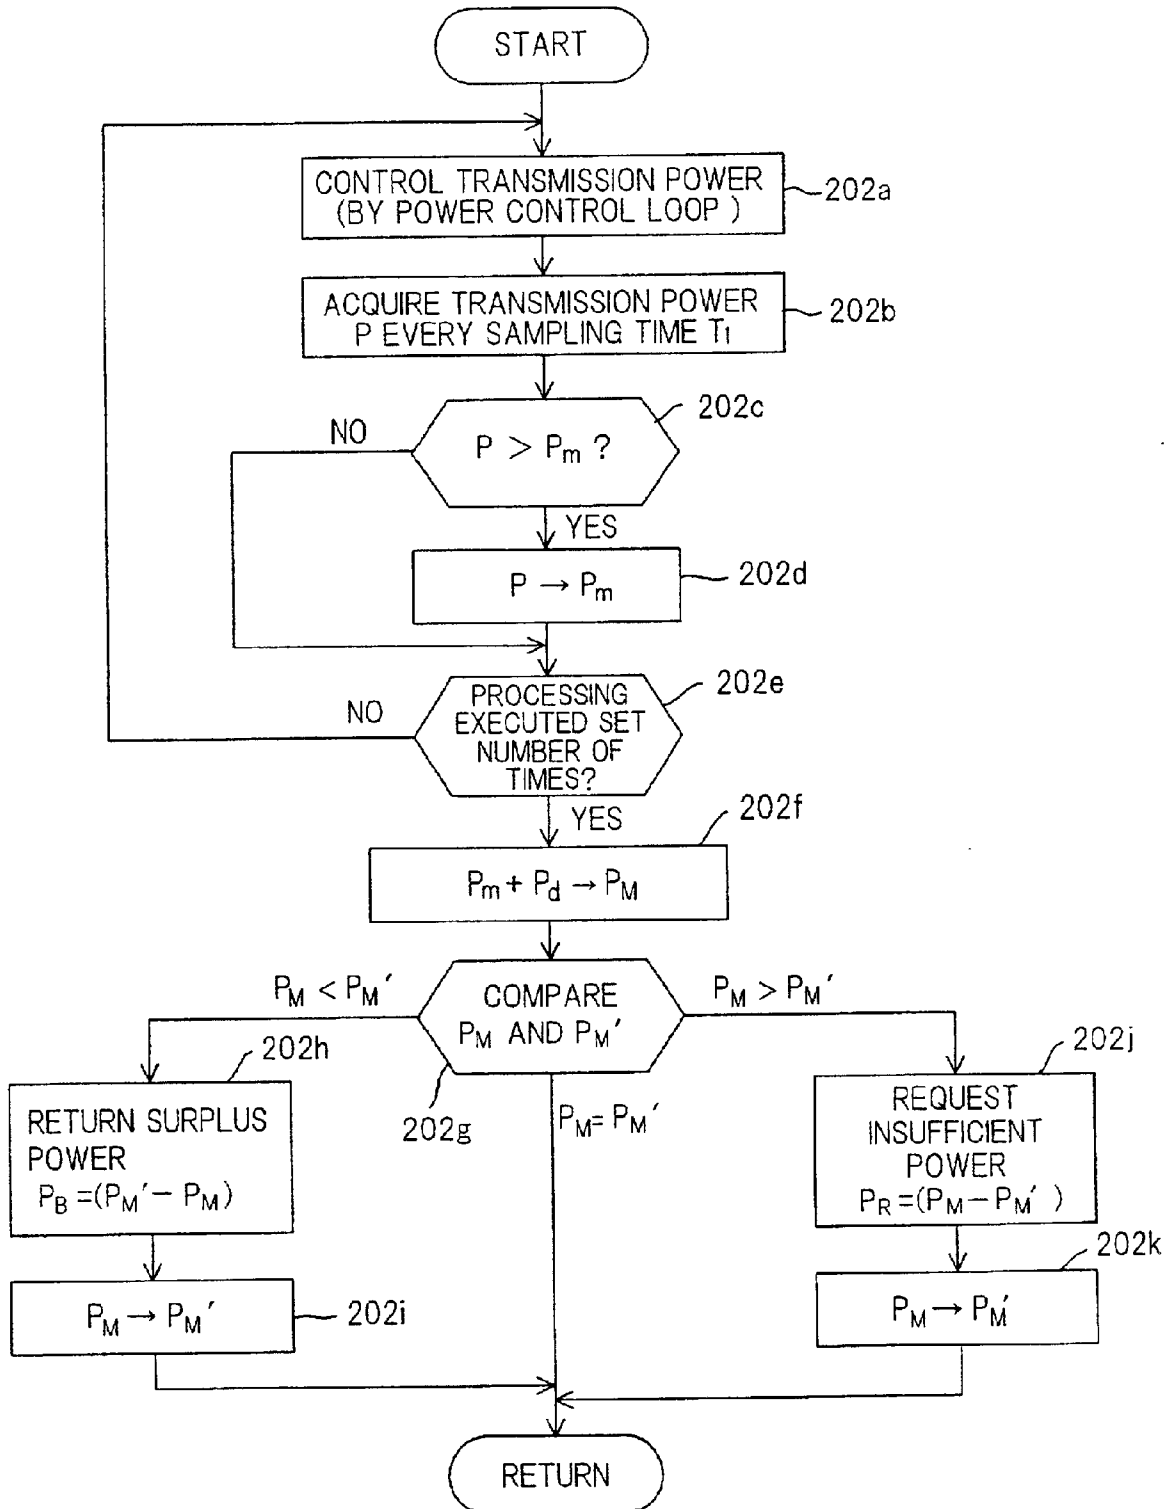 START
CONTROL TRANSMISSION POWER
(BY POWER CONTROL LOOP )
202a
ACQUIRE TRANSMISSION POWER
P EVERY SAMPLING TIME T1
202b
202c
NO
P > Pm ?
YES
P → Pm
202d
202e
NO
PROCESSING
EXECUTED SET
NUMBER OF
TIMES?
YES
202f
Pm + Pd → PM
PM < PM′
COMPARE
PM AND PM′
PM > PM′
202h
202j
202g
PM = PM′
RETURN SURPLUS
POWER
PB =(PM′ − PM)
REQUEST
INSUFFICIENT
POWER
PR =(PM − PM′ )
202k
PM → PM′
202i
PM → PM′
RETURN